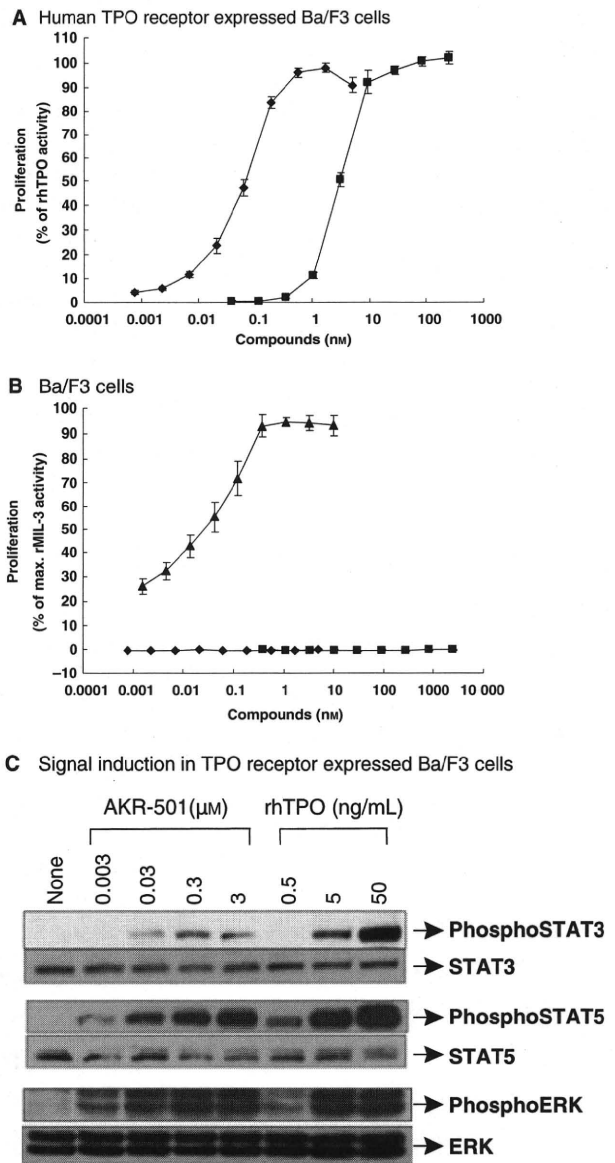 A Human TPO receptor expressed Ba/F3 cells
110
100
90
80
70
60
50
40
30
20
10
0
Proliferation
(% of rhTPO activity)
0.0001 0.001 0.01 0.1 1 10 100 1000
Compounds (nM)
B Ba/F3 cells
100
90
80
70
60
50
40
30
20
10
0
–10
Proliferation
(% of max. rMIL-3 activity)
0.0001 0.001 0.01 0.1 1 10 100 1000 10 000
Compounds (nM)
C Signal induction in TPO receptor expressed Ba/F3 cells
AKR-501(µM) rhTPO (ng/mL)
None 0.003 0.03 0.3 3 0.5 5 50
PhosphoSTAT3
STAT3
PhosphoSTAT5
STAT5
PhosphoERK
ERK